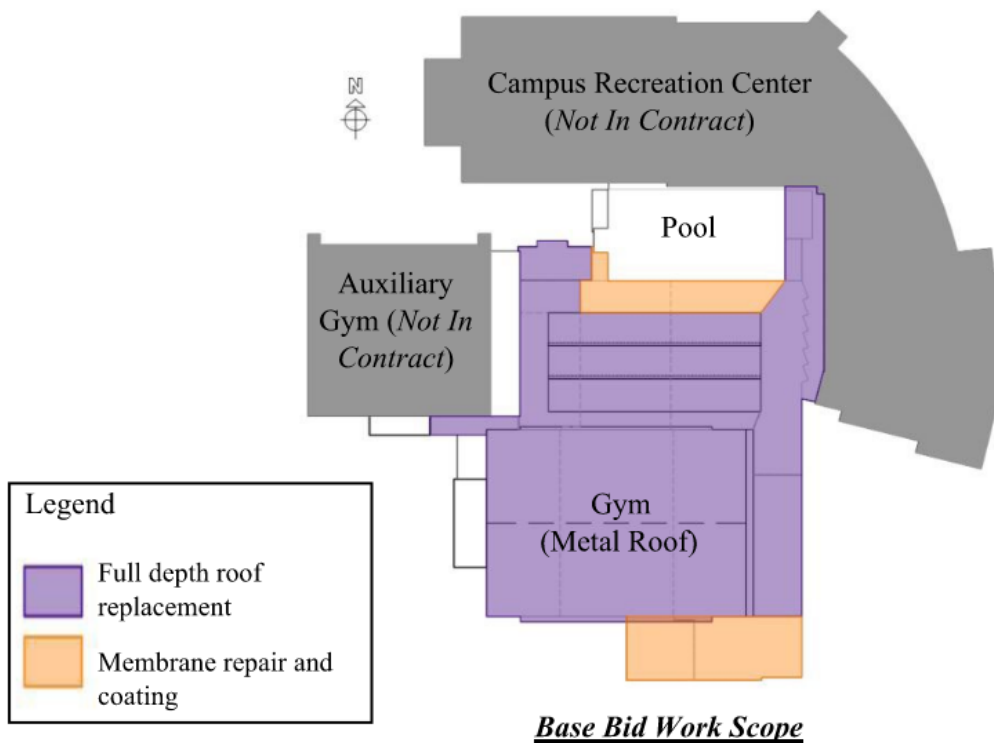 Campus Recreation Center
(Not In Contract)
N
Pool
Auxiliary
Gym (Not In
Contract)
Gym
(Metal Roof)
Legend
Full depth roof
replacement
Membrane repair and
coating
Base Bid Work Scope